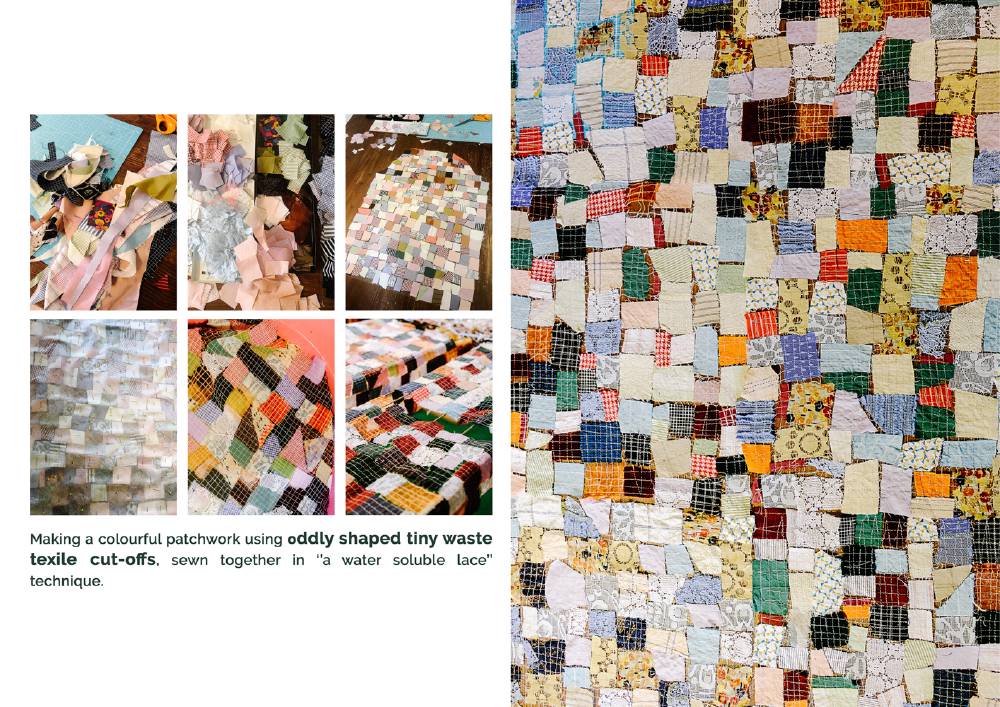 Making a colourful patchwork using oddly shaped tiny waste
texile cut-offs, sewn together in "a water soluble lace"
technique.